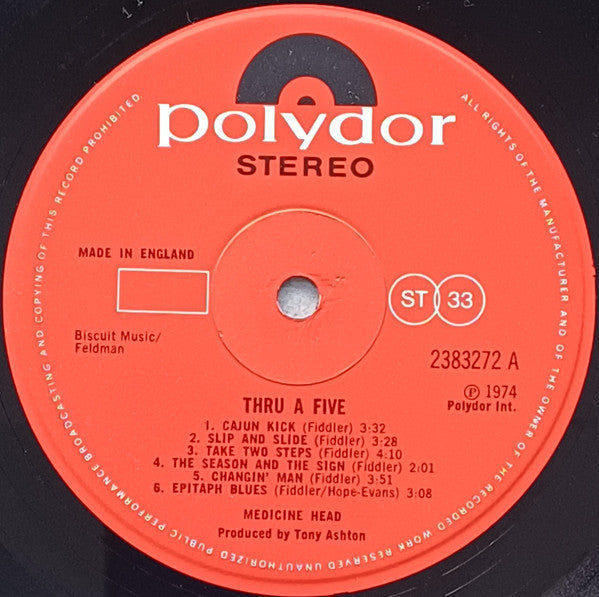 polydor
STEREO
MADE IN ENGLAND
ST 33
Biscuit Music/
Feldman
2383272 A
Ⓟ 1974
Polydor Int.
THRU A FIVE
1. CAJUN KICK (Fiddler) 3:32
2. SLIP AND SLIDE (Fiddler) 3:28
3. TAKE TWO STEPS (Fiddler) 4:10
4. THE SEASON AND THE SIGN (Fiddler) 2:01
5. CHANGIN' MAN (Fiddler) 3:51
6. EPITAPH BLUES (Fiddler/Hope-Evans) 3:08
MEDICINE HEAD
Produced by Tony Ashton
ALL RIGHTS OF THE MANUFACTURER AND OF THE OWNER OF THE RECORDED WORK RESERVED UNAUTHORIZED PUBLIC PERFORMANCE BROADCASTING AND COPYING OF THIS RECORD PROHIBITED